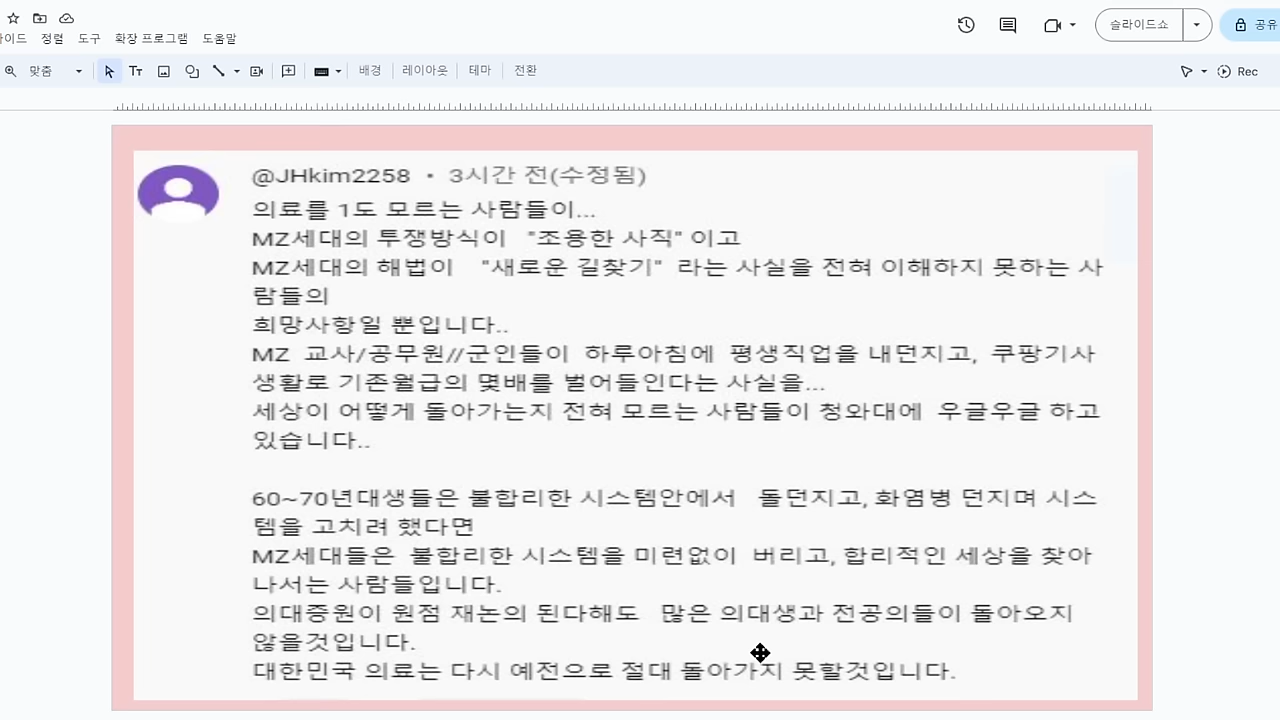 이드 정렬 도구 확장 프로그램 도움말
슬라이드쇼
공유
맞춤
배경 레이아웃 테마 전환
Rec
@JHkim2258 • 3시간 전(수정됨)
의료를 1도 모르는 사람들이...
MZ세대의 투쟁방식이 "조용한 사직" 이고
MZ세대의 해법이 "새로운 길찾기" 라는 사실을 전혀 이해하지 못하는 사
람들의
희망사항일 뿐입니다..
MZ 교사/공무원//군인들이 하루아침에 평생직업을 내던지고, 쿠팡기사
생활로 기존월급의 몇배를 벌어들인다는 사실을...
세상이 어떻게 돌아가는지 전혀 모르는 사람들이 청와대에 우글우글 하고
있습니다..
60~70년대생들은 불합리한 시스템안에서 돌던지고, 화염병 던지며 시스
템을 고치려 했다면
MZ세대들은 불합리한 시스템을 미련없이 버리고, 합리적인 세상을 찾아
나서는 사람들입니다.
의대증원이 원점 재논의 된다해도 많은 의대생과 전공의들이 돌아오지
않을것입니다.
대한민국 의료는 다시 예전으로 절대 돌아가지 못할것입니다.